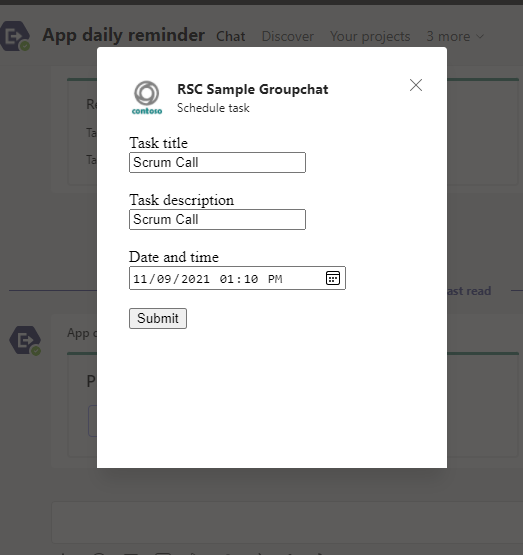 App daily reminder Chat Discover Your projects 3 more
RSC Sample Groupchat
contoso
Schedule task
Task title
Scrum Call
Task description
Scrum Call
Date and time
11/09/2021 01:10 PM
Submit
ast read
App d
P
Ta
Ta